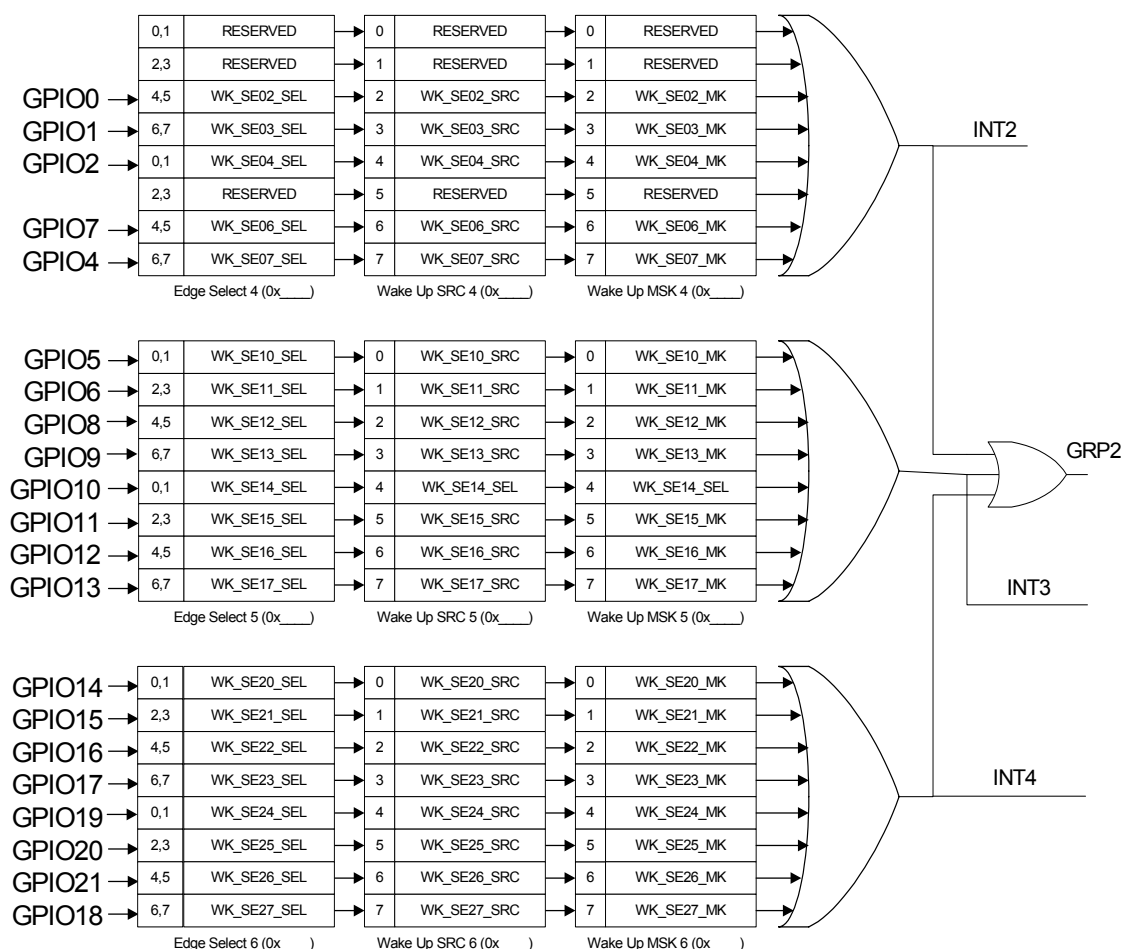 0,1 RESERVED 0 RESERVED 0 RESERVED
2,3 RESERVED 1 RESERVED 1 RESERVED
GPIO0 4,5 WK_SE02_SEL 2 WK_SE02_SRC 2 WK_SE02_MK
GPIO1 6,7 WK_SE03_SEL 3 WK_SE03_SRC 3 WK_SE03_MK
INT2
GPIO2 0,1 WK_SE04_SEL 4 WK_SE04_SRC 4 WK_SE04_MK
2,3 RESERVED 5 RESERVED 5 RESERVED
GPIO7 4,5 WK_SE06_SEL 6 WK_SE06_SRC 6 WK_SE06_MK
GPIO4 6,7 WK_SE07_SEL 7 WK_SE07_SRC 7 WK_SE07_MK
Edge Select 4 (0x____) Wake Up SRC 4 (0x____) Wake Up MSK 4 (0x____)
GPIO5 0,1 WK_SE10_SEL 0 WK_SE10_SRC 0 WK_SE10_MK
GPIO6 2,3 WK_SE11_SEL 1 WK_SE11_SRC 1 WK_SE11_MK
GPIO8 4,5 WK_SE12_SEL 2 WK_SE12_SRC 2 WK_SE12_MK
GPIO9 6,7 WK_SE13_SEL 3 WK_SE13_SRC 3 WK_SE13_MK
GRP2
GPIO10 0,1 WK_SE14_SEL 4 WK_SE14_SEL 4 WK_SE14_SEL
GPIO11 2,3 WK_SE15_SEL 5 WK_SE15_SRC 5 WK_SE15_MK
GPIO12 4,5 WK_SE16_SEL 6 WK_SE16_SRC 6 WK_SE16_MK
GPIO13 6,7 WK_SE17_SEL 7 WK_SE17_SRC 7 WK_SE17_MK
INT3
Edge Select 5 (0x____) Wake Up SRC 5 (0x____) Wake Up MSK 5 (0x____)
GPIO14 0,1 WK_SE20_SEL 0 WK_SE20_SRC 0 WK_SE20_MK
GPIO15 2,3 WK_SE21_SEL 1 WK_SE21_SRC 1 WK_SE21_MK
GPIO16 4,5 WK_SE22_SEL 2 WK_SE22_SRC 2 WK_SE22_MK
GPIO17 6,7 WK_SE23_SEL 3 WK_SE23_SRC 3 WK_SE23_MK
INT4
GPIO19 0,1 WK_SE24_SEL 4 WK_SE24_SRC 4 WK_SE24_MK
GPIO20 2,3 WK_SE25_SEL 5 WK_SE25_SRC 5 WK_SE25_MK
GPIO21 4,5 WK_SE26_SEL 6 WK_SE26_SRC 6 WK_SE26_MK
GPIO18 6,7 WK_SE27_SEL 7 WK_SE27_SRC 7 WK_SE27_MK
Edge Select 6 (0x ) Wake Up SRC 6 (0x ) Wake Up MSK 6 (0x )